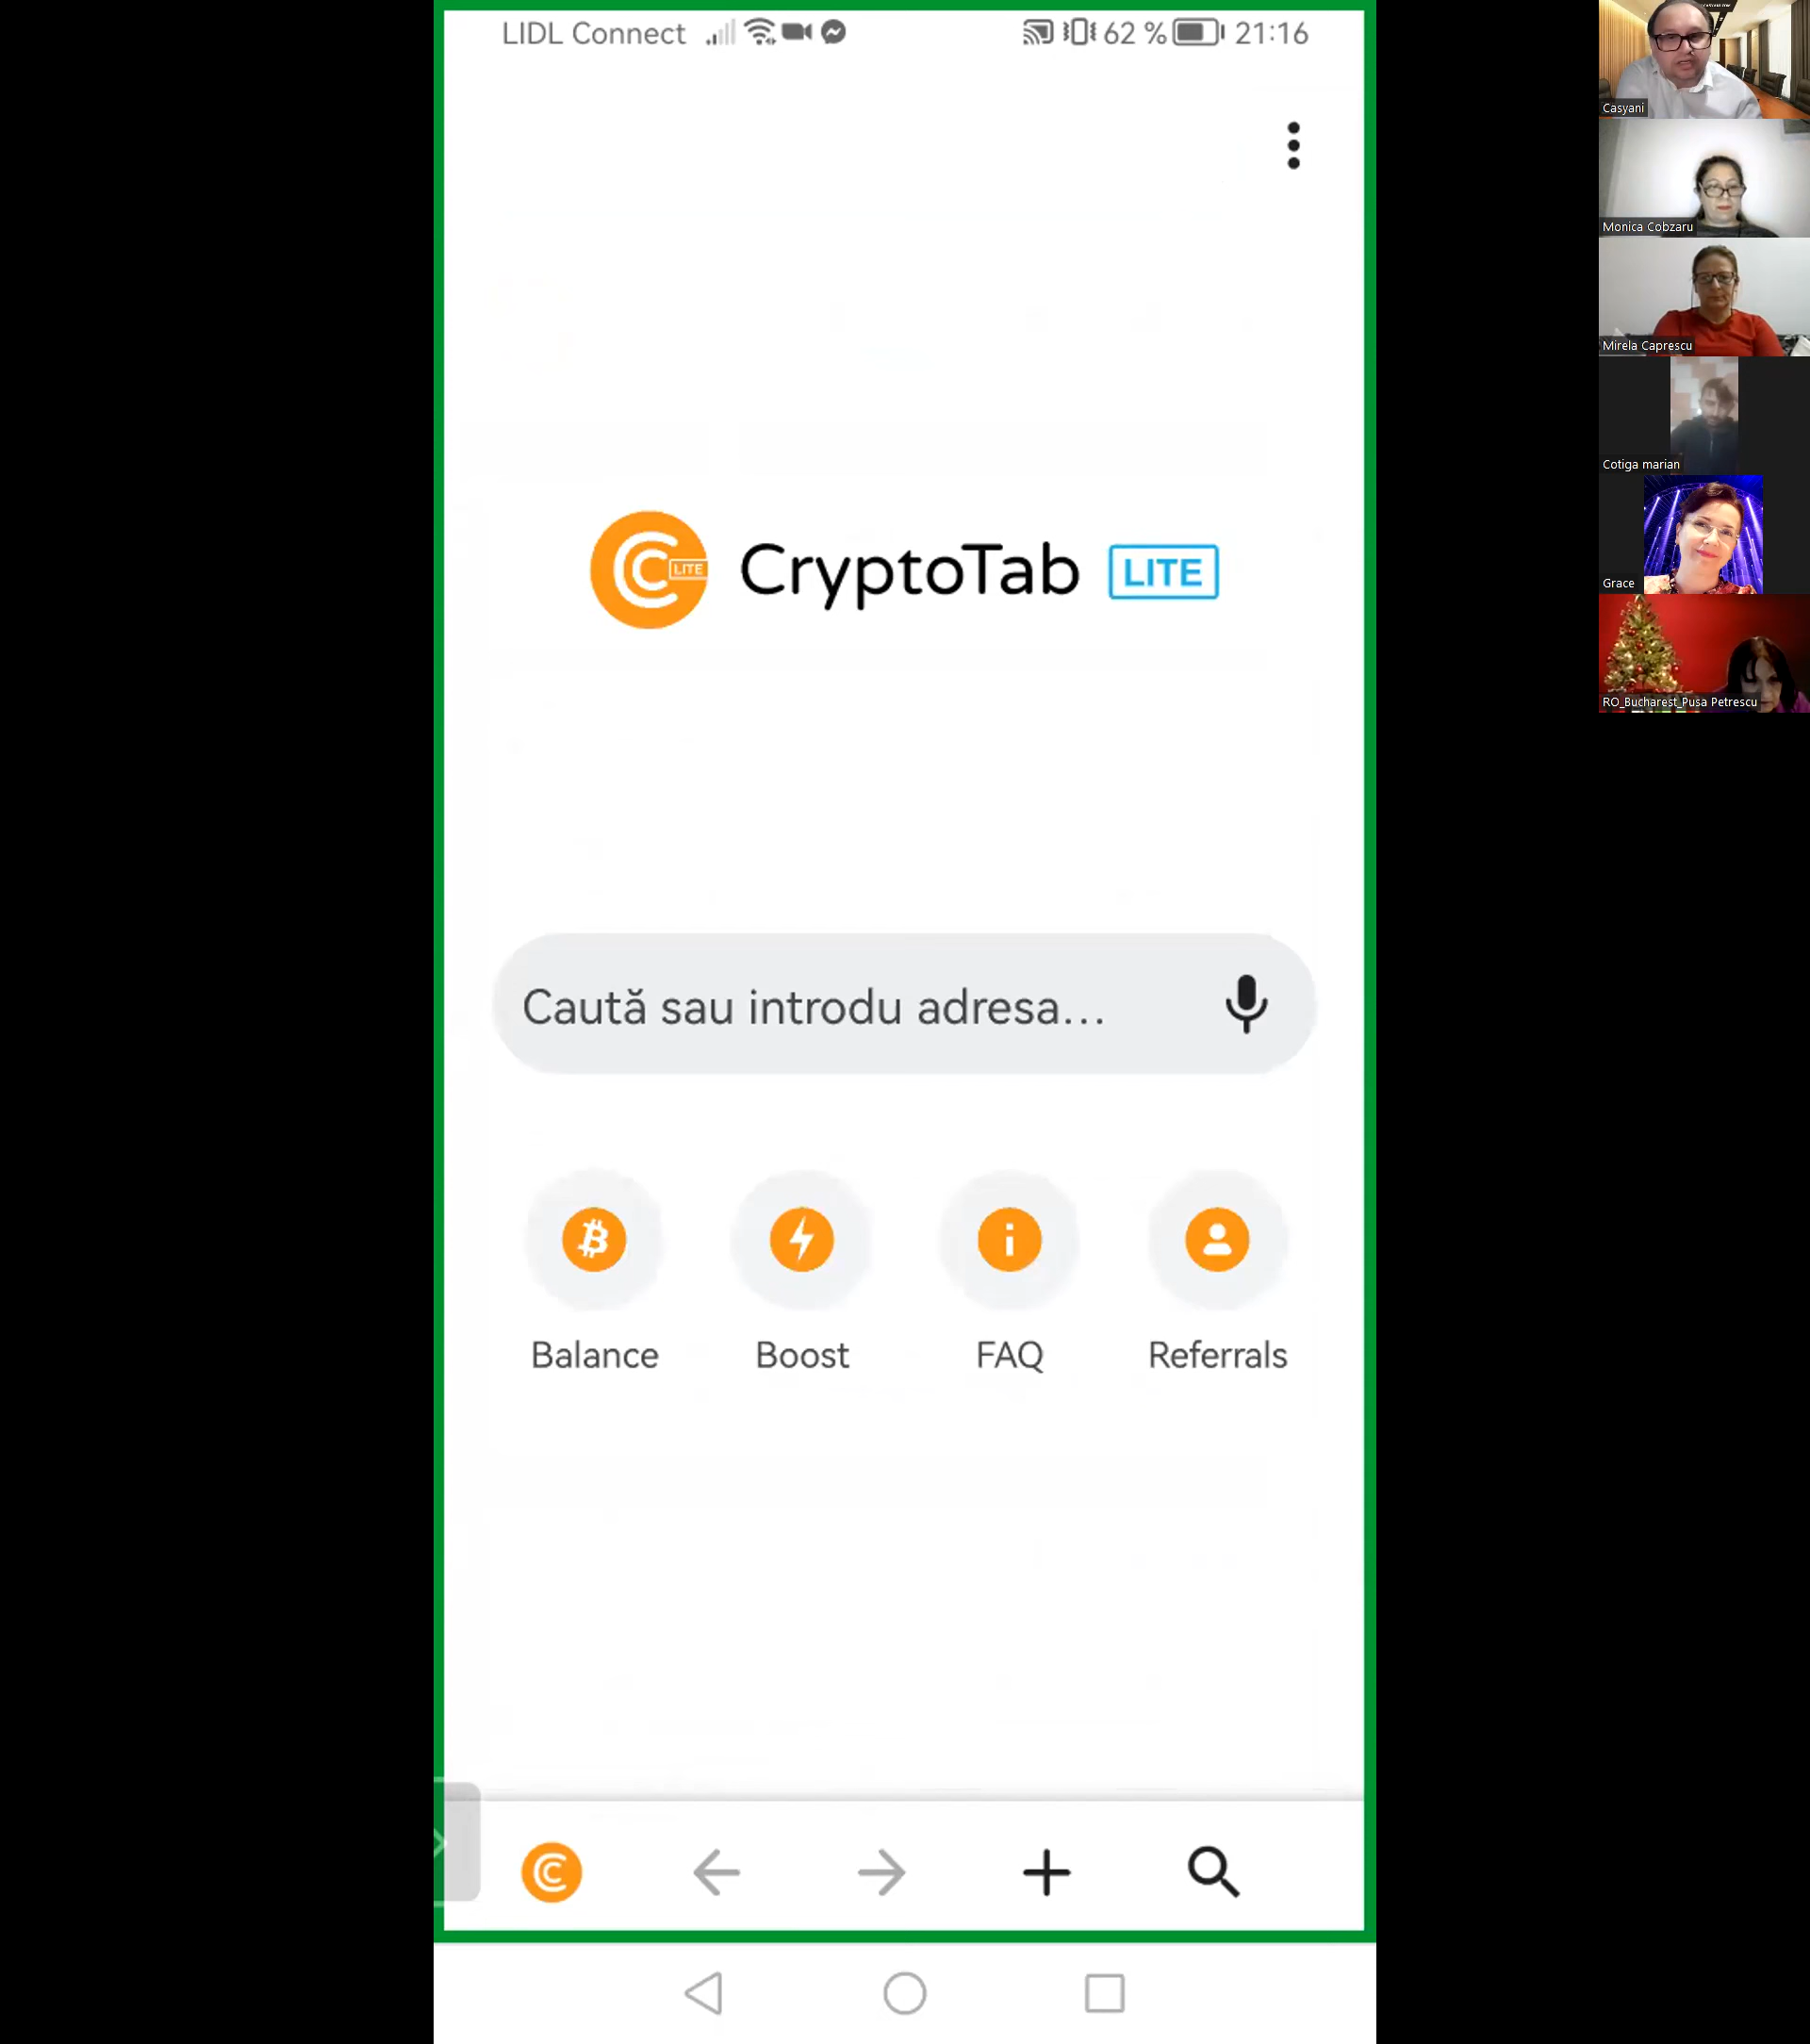 LIDL Connect 62 % 21:16
CryptoTab LITE
LITE
Caută sau introdu adresa...
Balance Boost FAQ Referrals
Casyani
Monica Cobzaru
Mirela Caprescu
Cotiga marian
Grace
RO_Bucharest_Pusa Petrescu